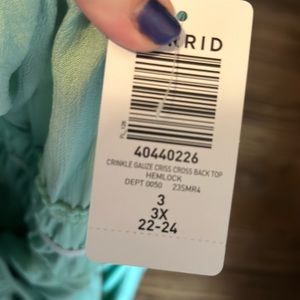 RRID
40440226
CRINKLE GAUZE CRISS CROSS BACK TOP
HEMLOCK
DEPT 0050 23SMR4
3
3X
22-24